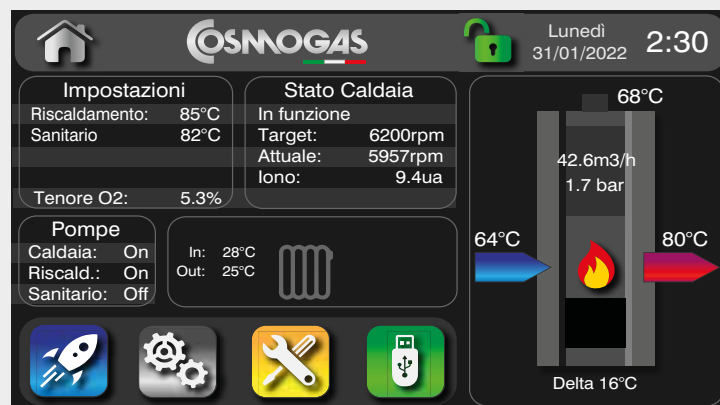 COSMOGAS
Lunedì
31/01/2022
2:30
Impostazioni
Riscaldamento: 85°C
Sanitario 82°C
Tenore O2: 5.3%
Stato Caldaia
In funzione
Target: 6200rpm
Attuale: 5957rpm
Iono: 9.4ua
Pompe
Caldaia: On
Riscald.: On
Sanitario: Off
In: 28°C
Out: 25°C
68°C
42.6m3/h
1.7 bar
64°C
80°C
Delta 16°C